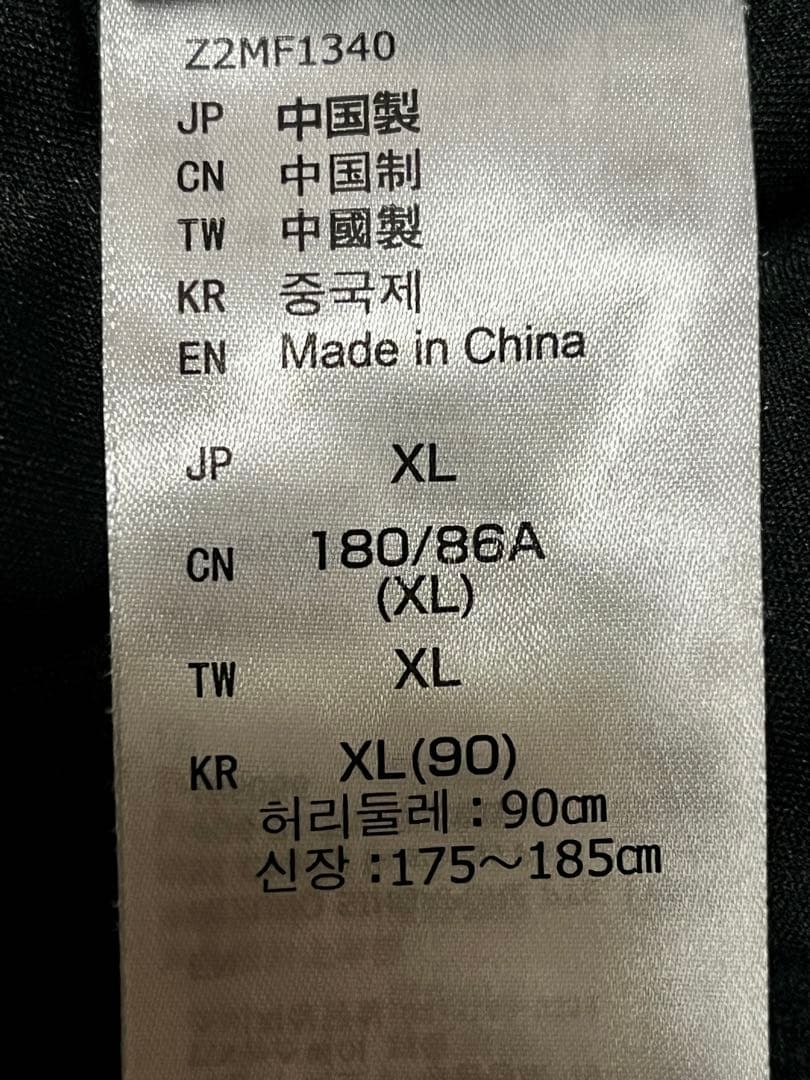 Z2MF1340
JP 中国製
CN 中国制
TW 中國製
KR 중국제
EN Made in China
JP XL
CN 180/86A
(XL)
TW XL
KR XL(90)
허리둘레 : 90㎝
신장 :175～185㎝